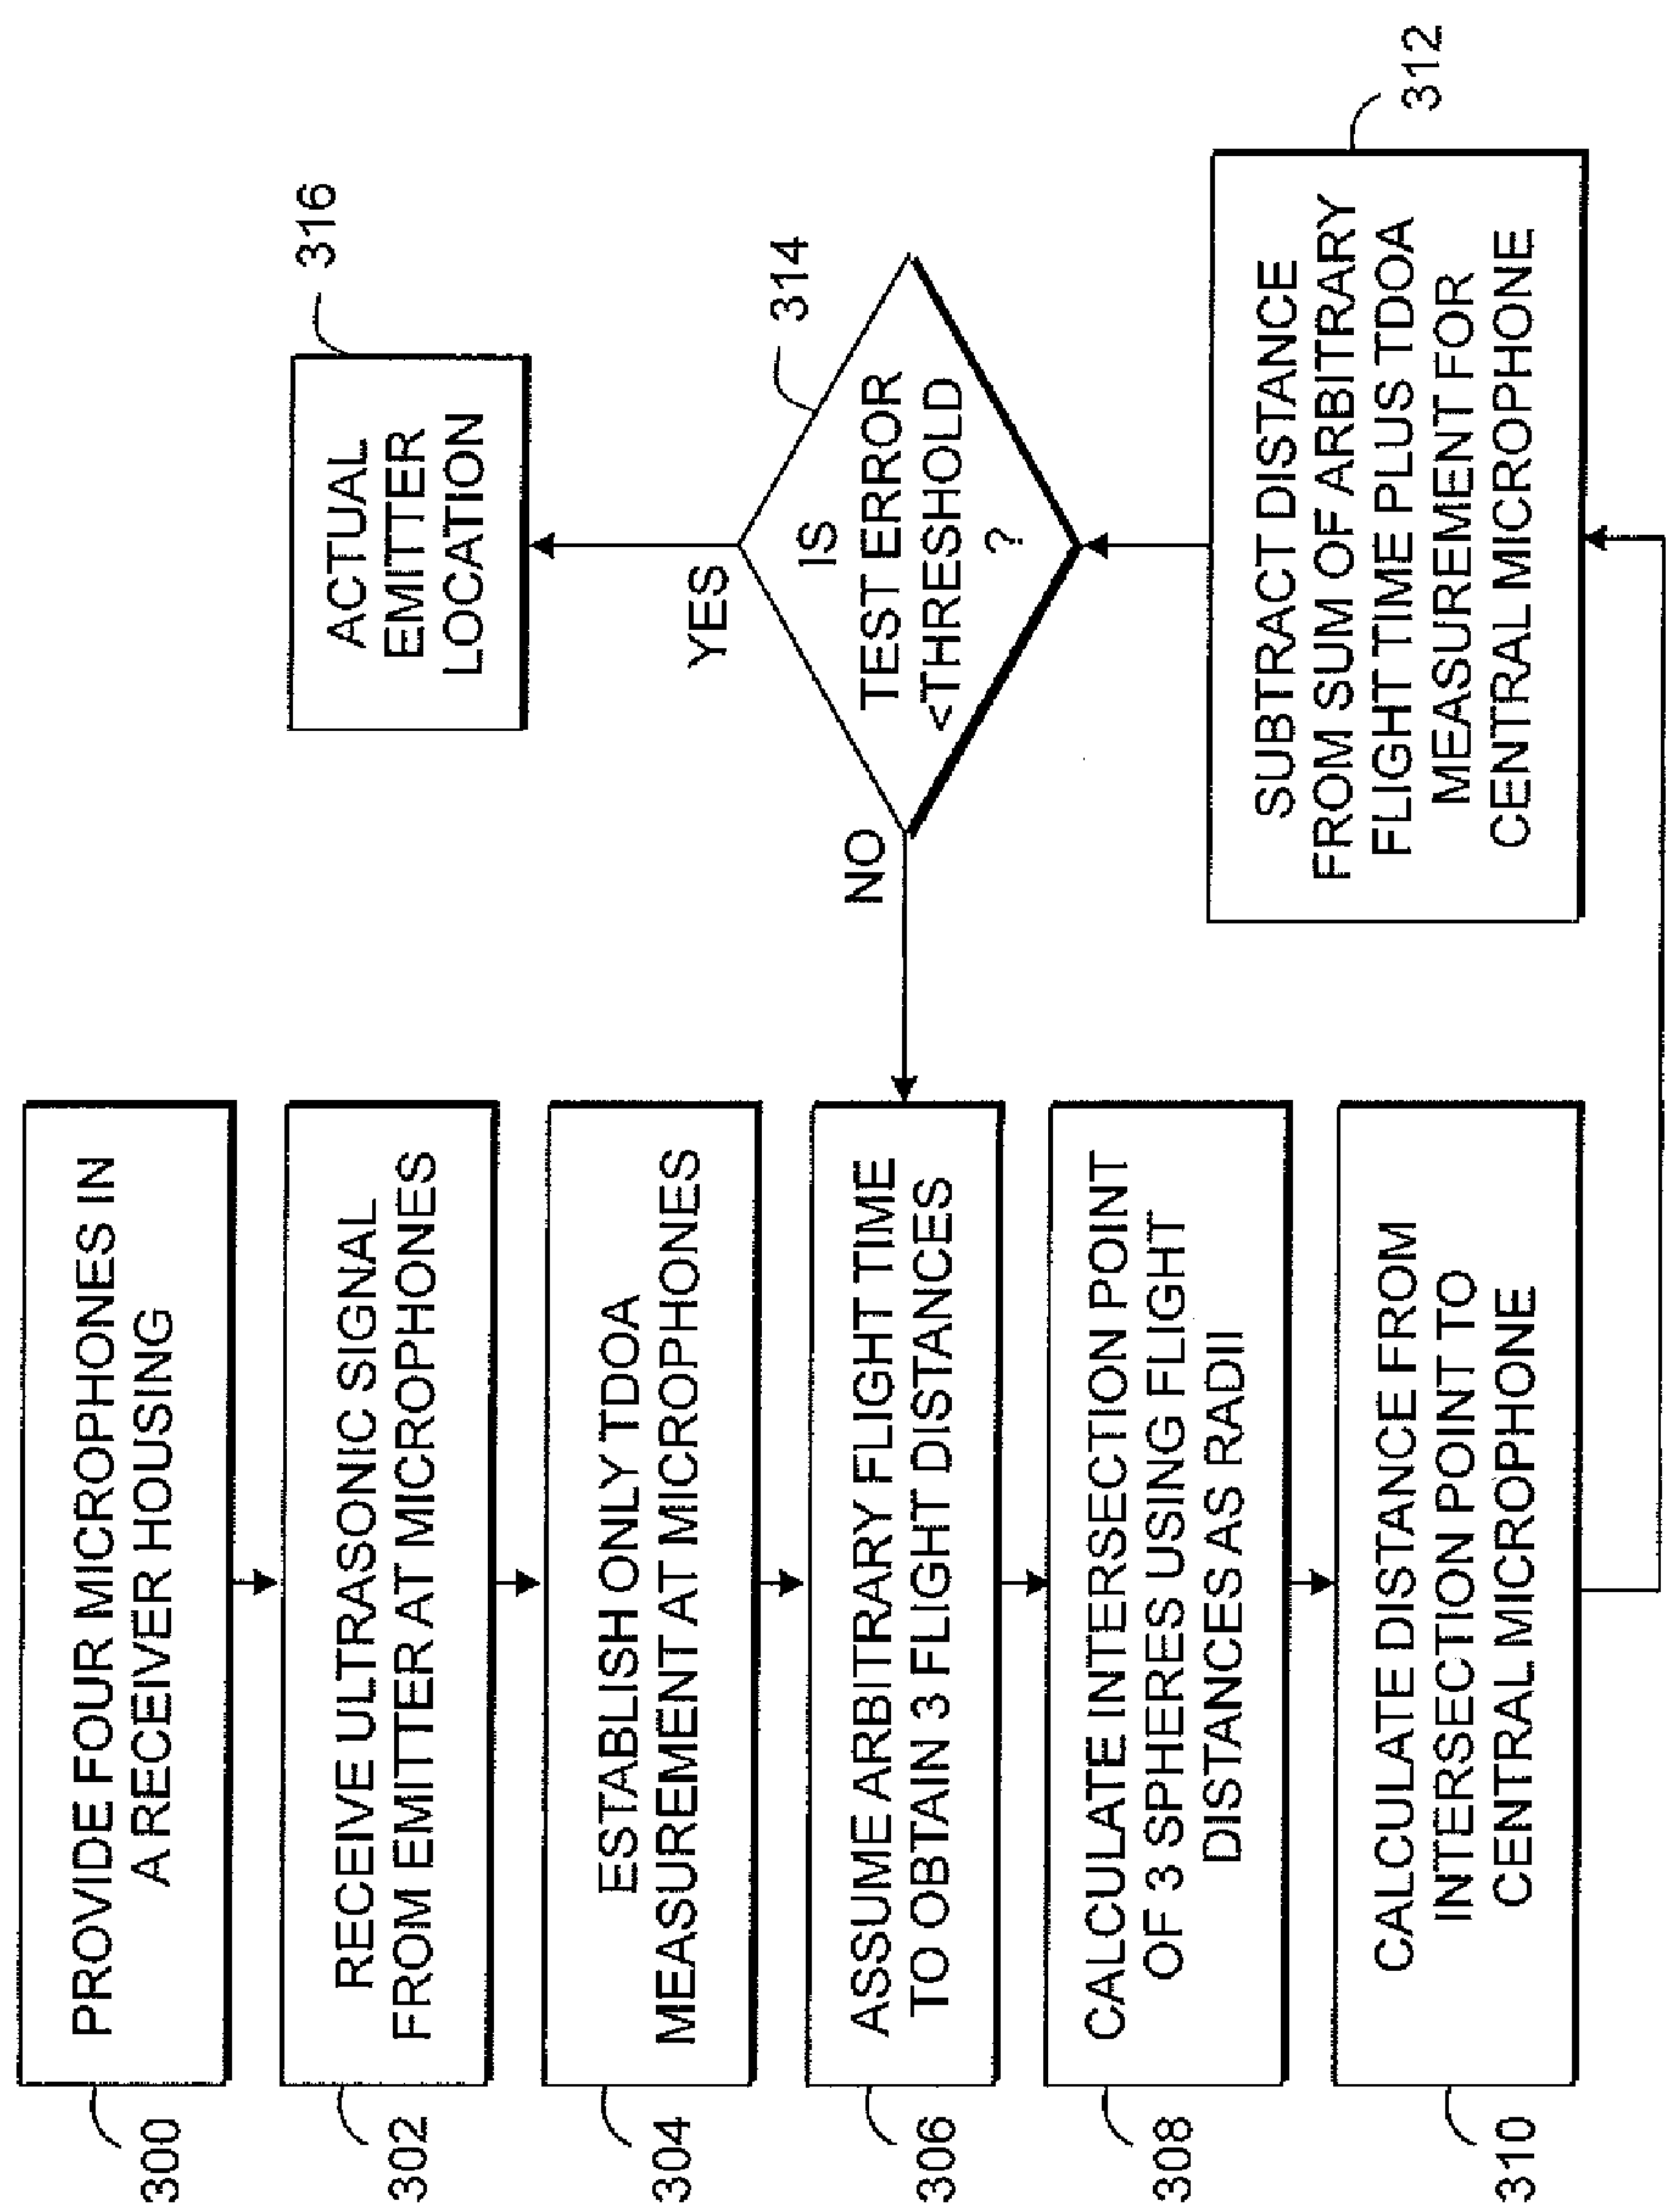 300
PROVIDE FOUR MICROPHONES IN
A RECEIVER HOUSING
302
RECEIVE ULTRASONIC SIGNAL
FROM EMITTER AT MICROPHONES
304
ESTABLISH ONLY TDOA
MEASUREMENT AT MICROPHONES
306
ASSUME ARBITRARY FLIGHT TIME
TO OBTAIN 3 FLIGHT DISTANCES
308
CALCULATE INTERSECTION POINT
OF 3 SPHERES USING FLIGHT
DISTANCES AS RADII
310
CALCULATE DISTANCE FROM
INTERSECTION POINT TO
CENTRAL MICROPHONE
312
SUBTRACT DISTANCE
FROM SUM OF ARBITRARY
FLIGHT TIME PLUS TDOA
MEASUREMENT FOR
CENTRAL MICROPHONE
314
IS
TEST ERROR
<THRESHOLD
?
NO
YES
316
ACTUAL
EMITTER
LOCATION